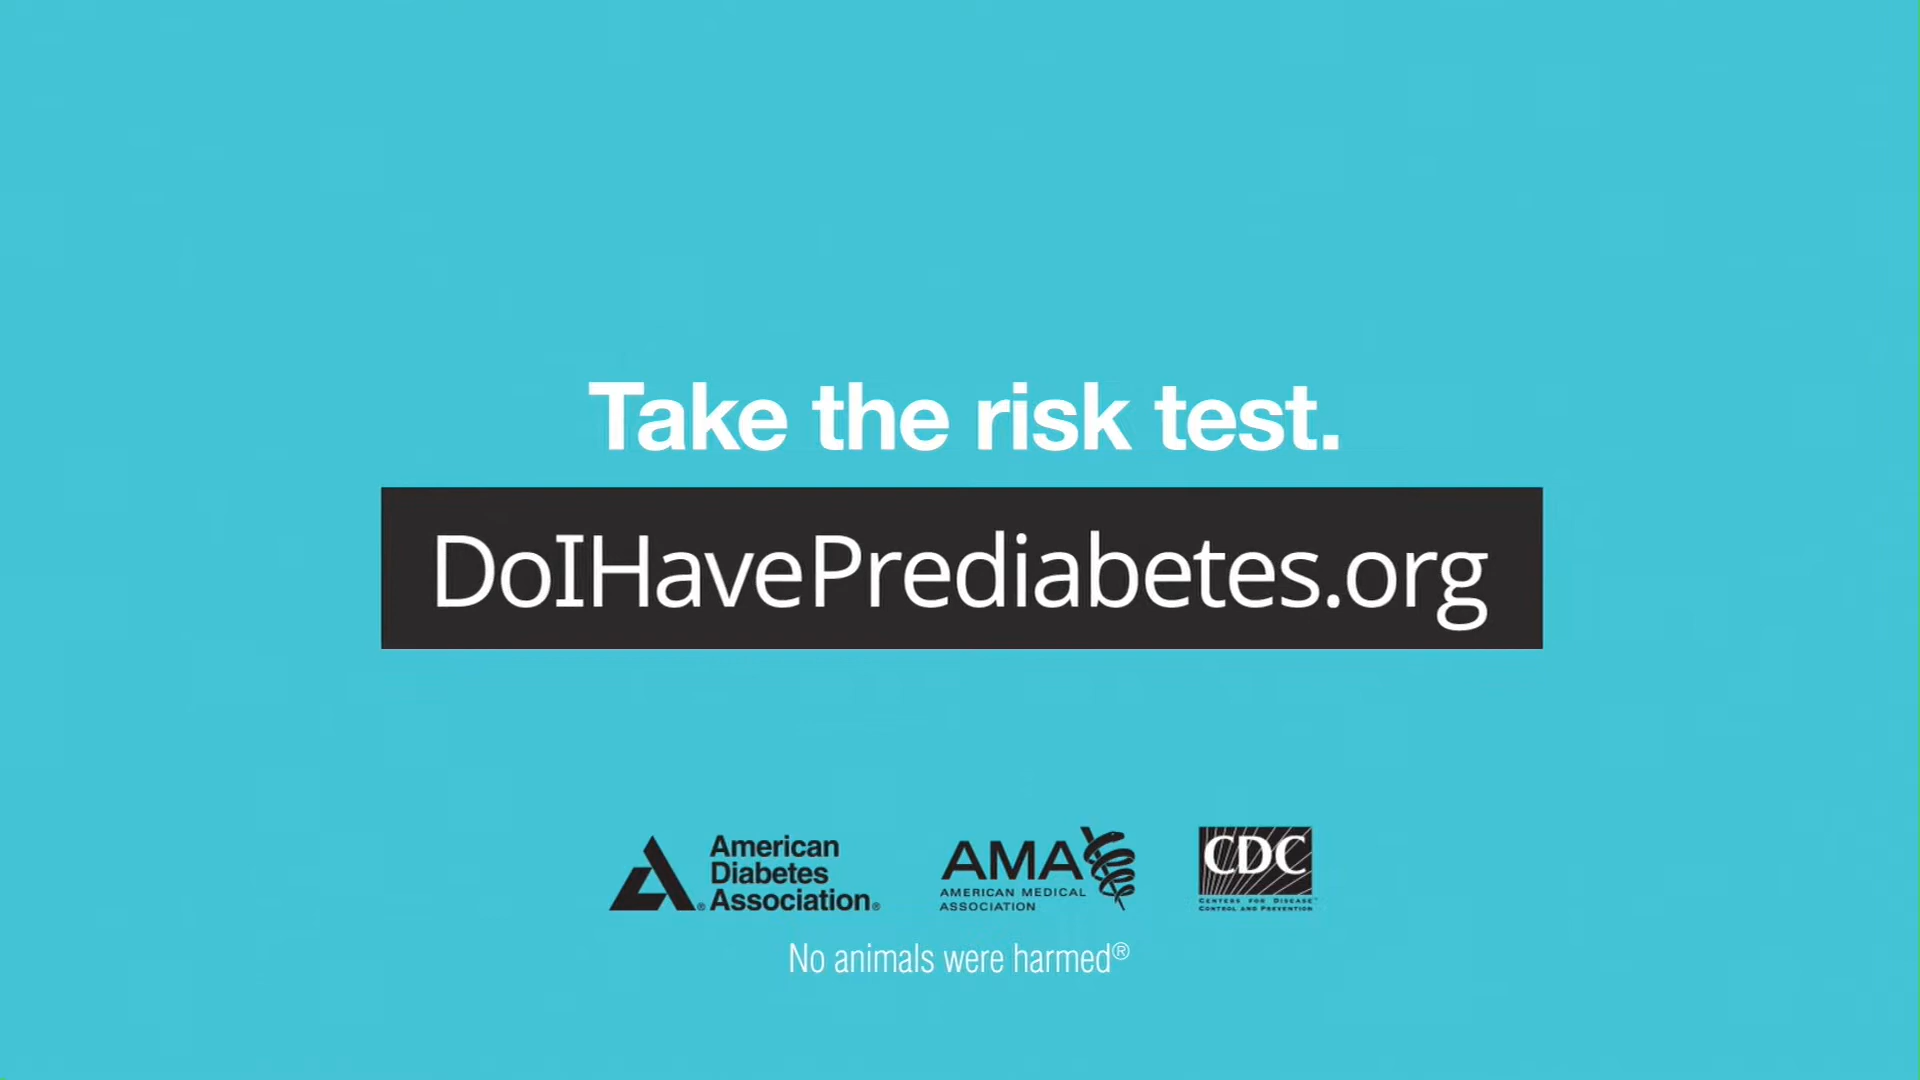 Take the risk test.
DoIHavePrediabetes.org
American
Diabetes
® Association®
AMA
AMERICAN MEDICAL
ASSOCIATION
CDC
CENTERS FOR DISEASE™
CONTROL AND PREVENTION
No animals were harmed®